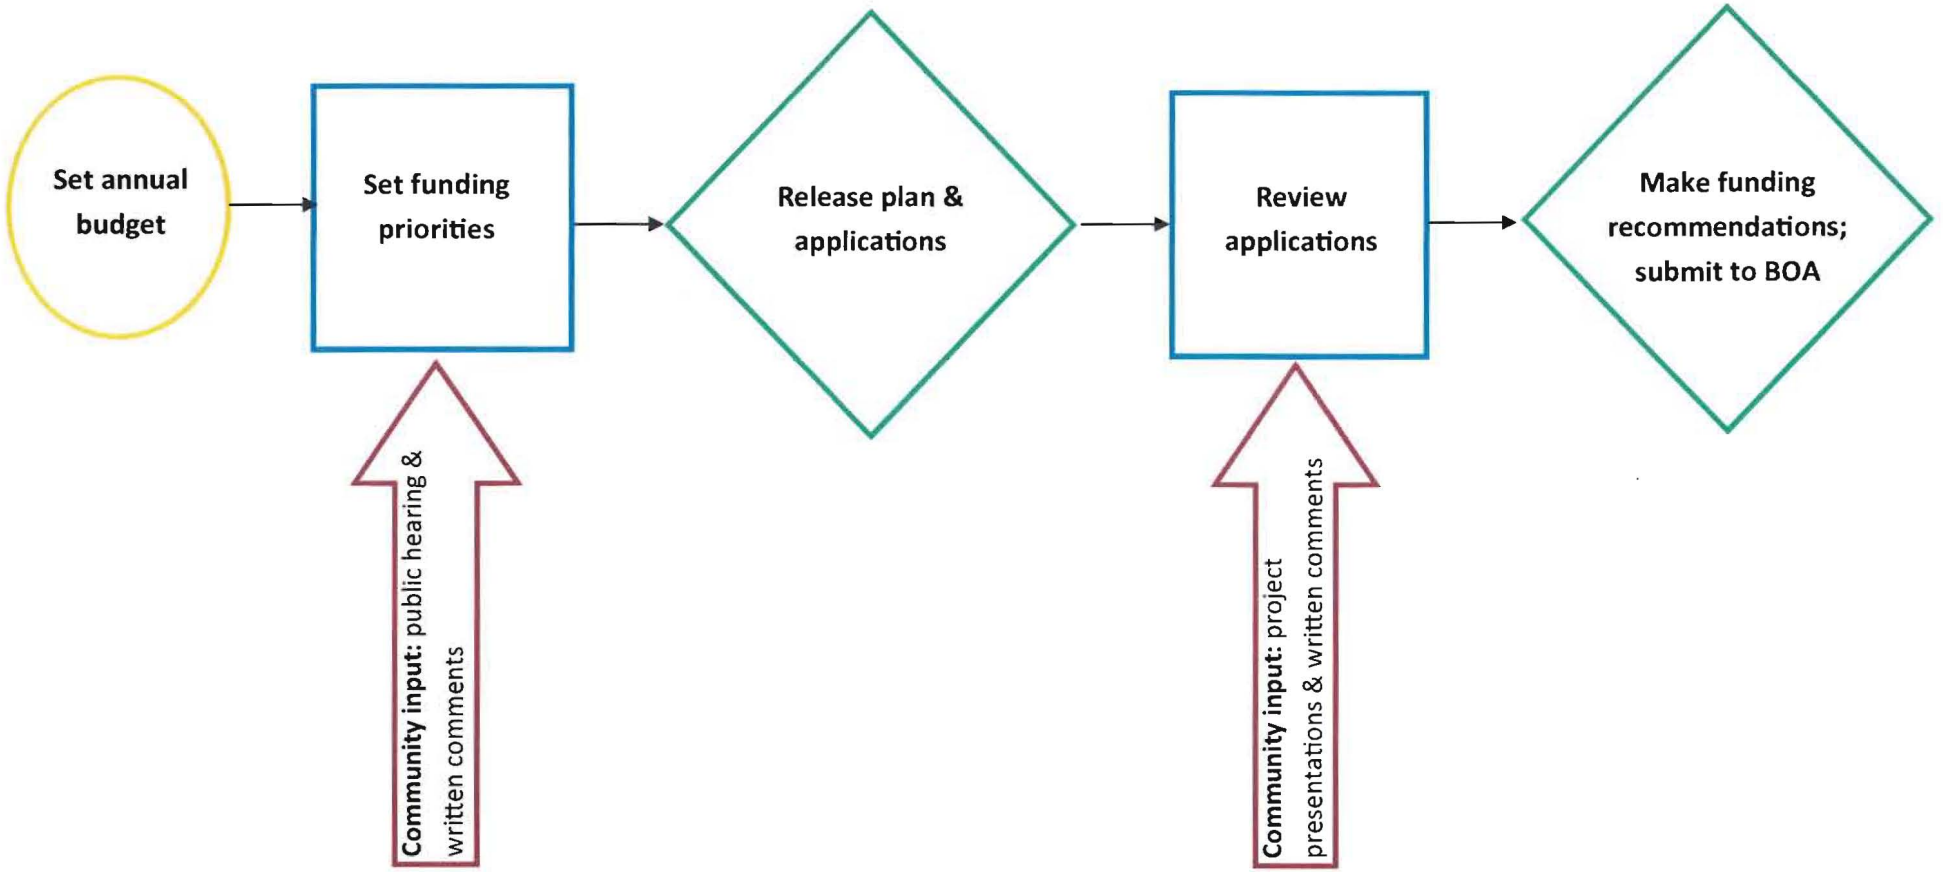 Set annual
budget
Set funding
priorities
Release plan &
applications
Review
applications
Make funding
recommendations;
submit to BOA
Community input: public hearing &
written comments
Community input: project
presentations & written comments